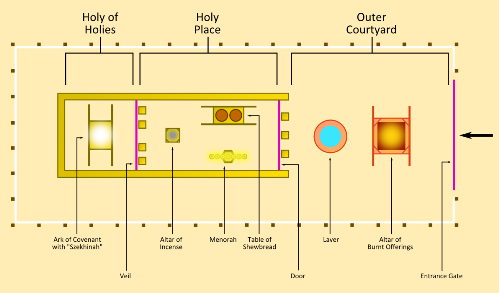 Holy of
Holies
Holy
Place
Outer
Courtyard
Ark of Covenant
with "Szekhinah"
Veil
Altar of
Incense
Menorah
Table of
Shewbread
Door
Laver
Altar of
Burnt Offerings
Entrance Gate